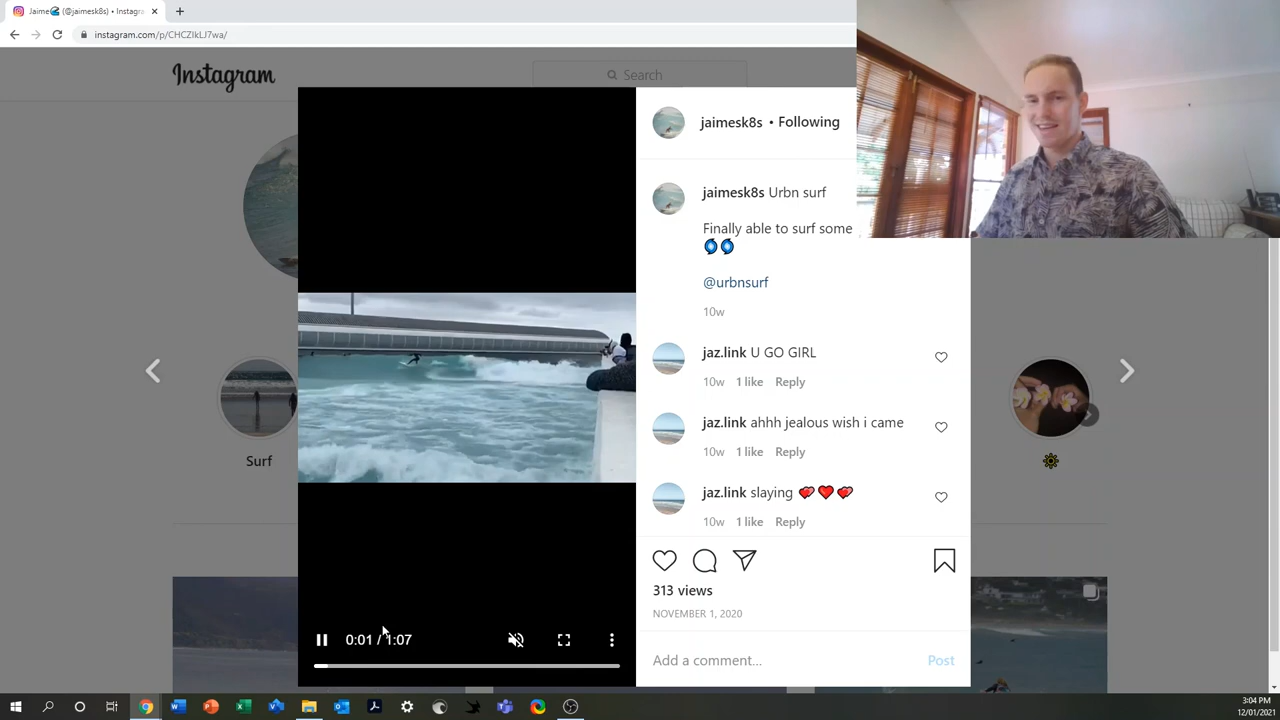 Jaime🌊 (@jaimesk8s) • Instagr
instagram.com/p/CHCZIkLJ7wa/
Instagram
Search
jaimesk8s • Following
jaimesk8s Urbn surf
Finally able to surf some
🌀🌀
@urbnsurf
10w
jaz.link U GO GIRL
10w 1 like Reply
jaz.link ahhh jealous wish i came
10w 1 like Reply
jaz.link slaying 💕❤️💕
10w 1 like Reply
Surf
313 views
NOVEMBER 1, 2020
0:01 / 1:07
Add a comment...
Post
3:04 PM
12/01/2021